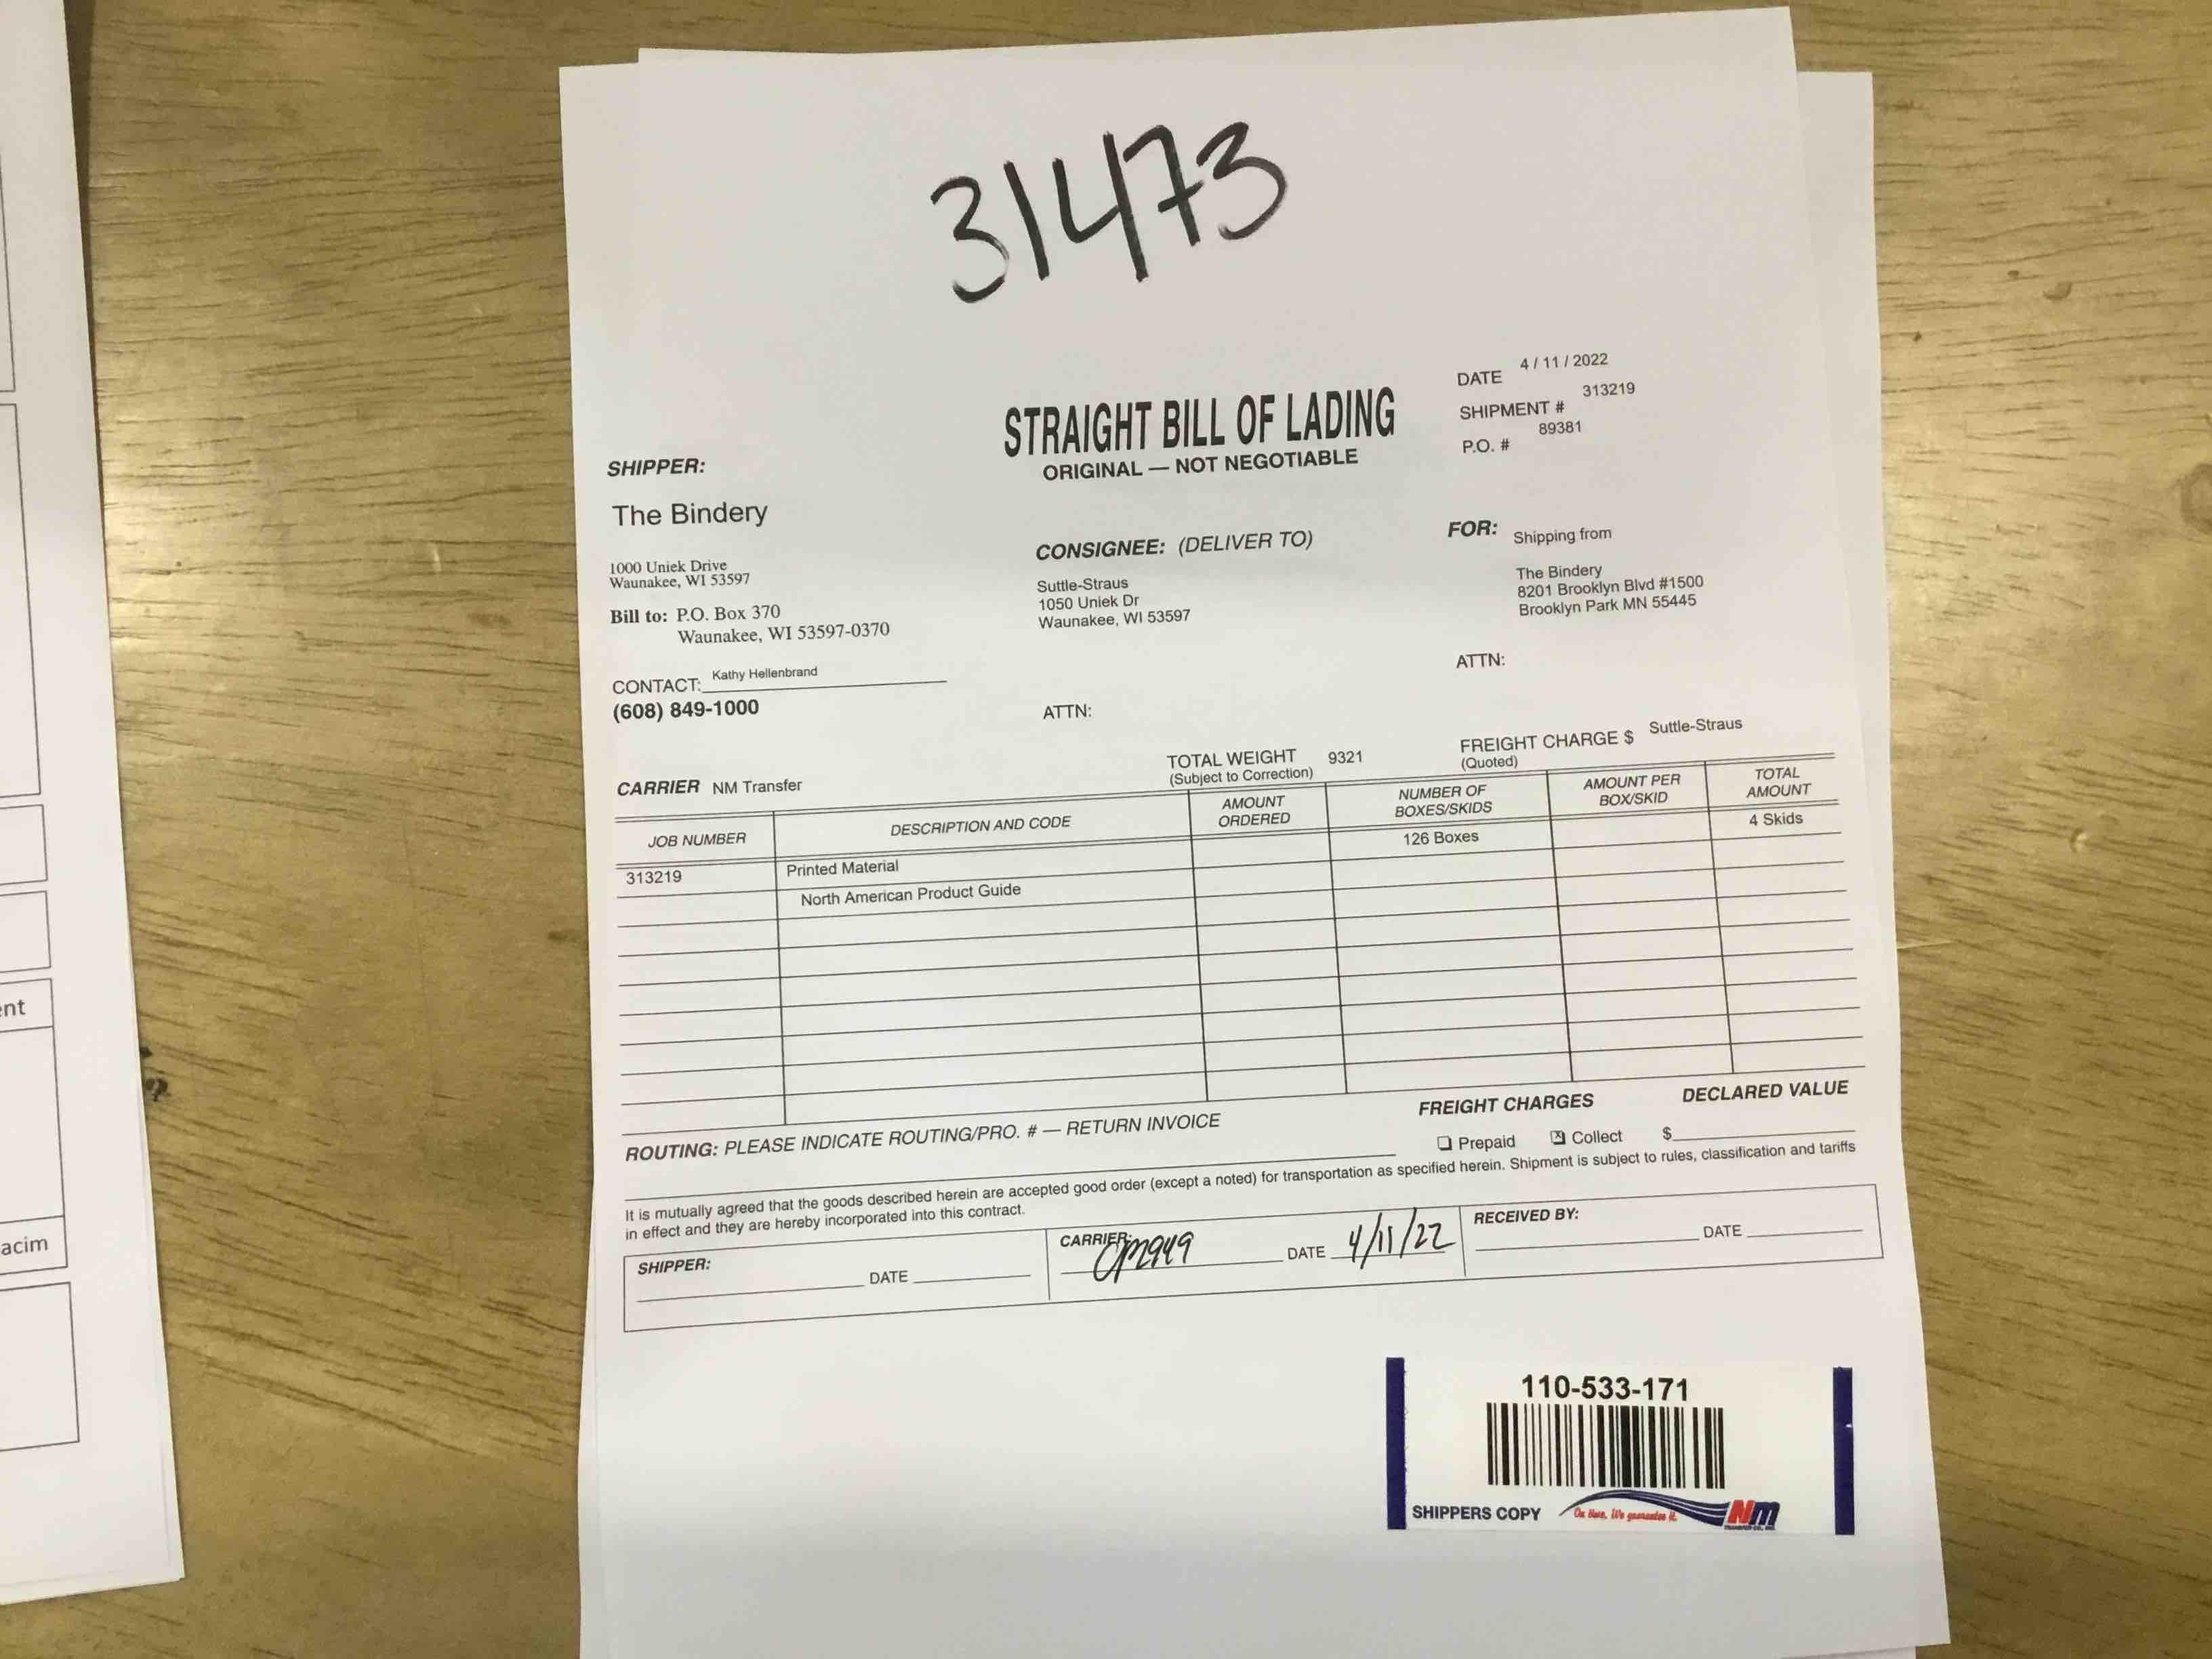 31473
STRAIGHT BILL OF LADING
ORIGINAL — NOT NEGOTIABLE
DATE 4 / 11 / 2022
SHIPMENT # 313219
P.O. # 89381
SHIPPER:
The Bindery
1000 Uniek Drive
Waunakee, WI 53597
Bill to: P.O. Box 370
Waunakee, WI 53597-0370
CONTACT: Kathy Hellenbrand
(608) 849-1000
CONSIGNEE: (DELIVER TO)
Suttle-Straus
1050 Uniek Dr
Waunakee, WI 53597
ATTN:
FOR: Shipping from
The Bindery
8201 Brooklyn Blvd #1500
Brooklyn Park MN 55445
ATTN:
CARRIER NM Transfer
TOTAL WEIGHT 9321
(Subject to Correction)
FREIGHT CHARGE $ Suttle-Straus
(Quoted)
JOB NUMBER DESCRIPTION AND CODE AMOUNT ORDERED NUMBER OF BOXES/SKIDS AMOUNT PER BOX/SKID TOTAL AMOUNT
313219 Printed Material 126 Boxes 4 Skids
North American Product Guide
ROUTING: PLEASE INDICATE ROUTING/PRO. # — RETURN INVOICE
FREIGHT CHARGES DECLARED VALUE
Prepaid Collect $
It is mutually agreed that the goods described herein are accepted good order (except a noted) for transportation as specified herein. Shipment is subject to rules, classification and tariffs
in effect and they are hereby incorporated into this contract.
SHIPPER: DATE
CARRIER: DATE 4/11/22
RECEIVED BY: DATE
110-533-171
SHIPPERS COPY On time, We guarantee it. Nm
ent
acim